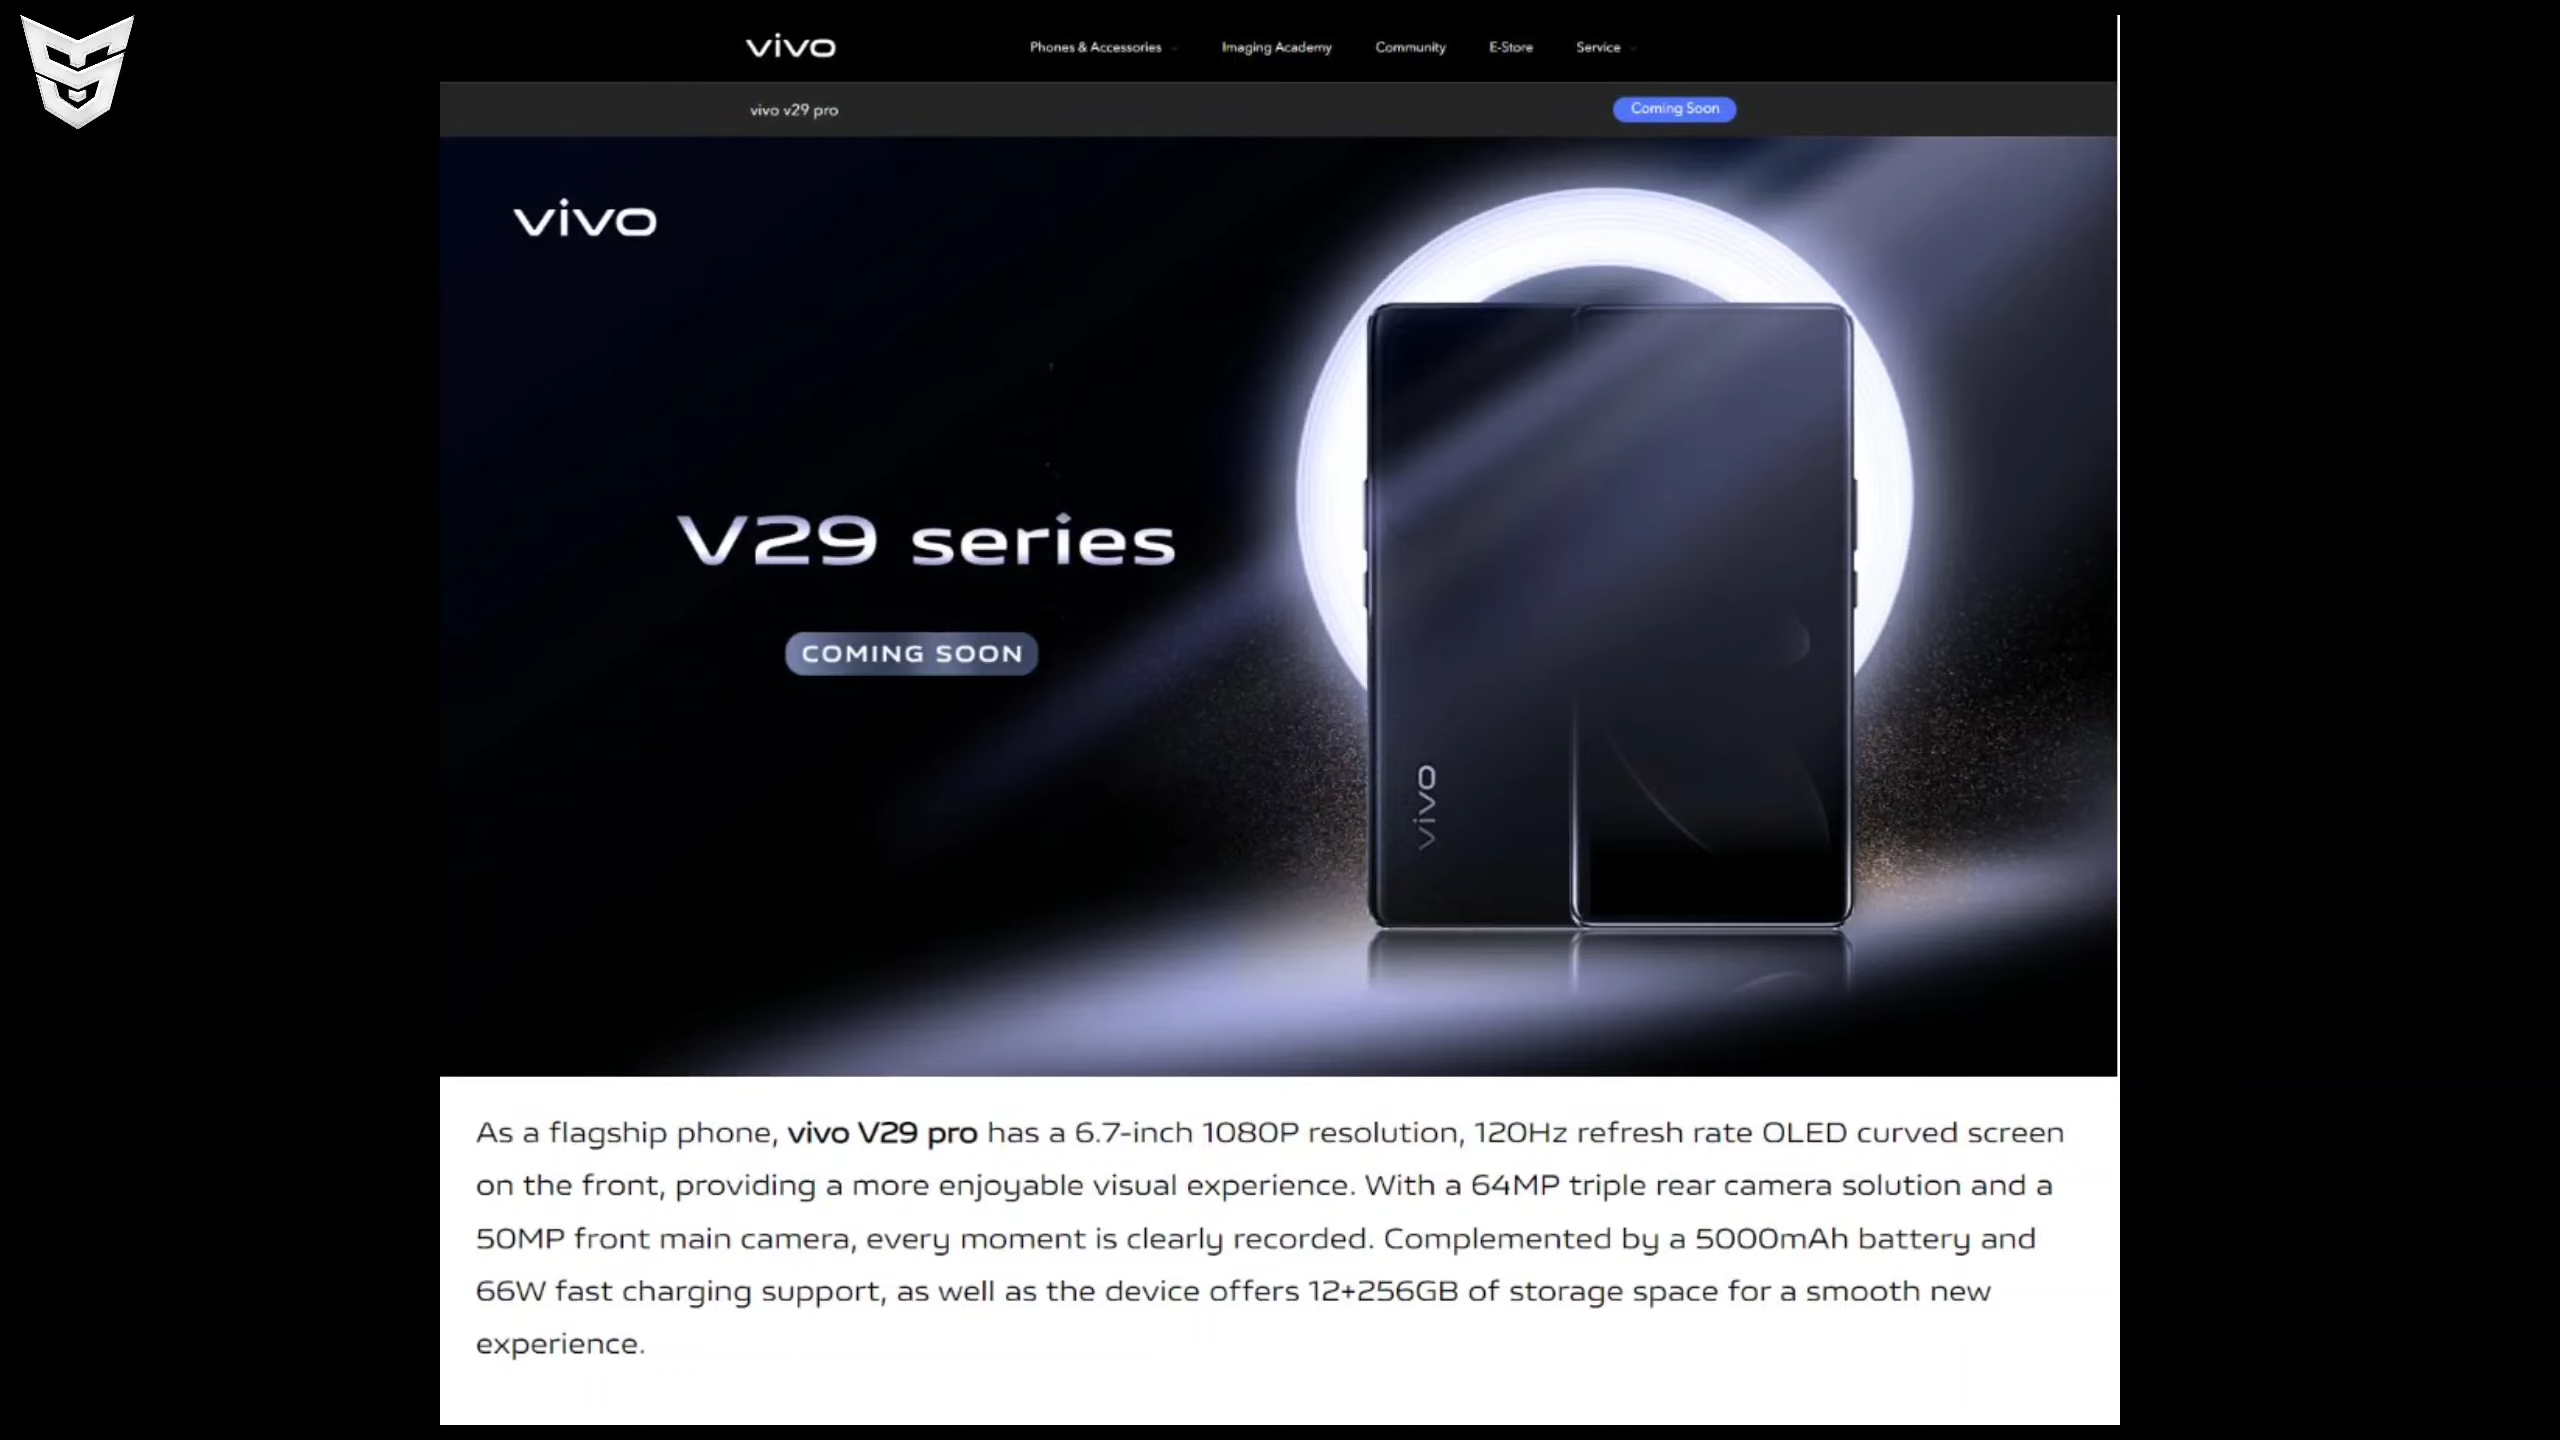 vivo Phones & Accessories Imaging Academy Community E-Store Service
vivo v29 pro Coming Soon
vivo
V29 series
COMING SOON
vivo
As a flagship phone, vivo V29 pro has a 6.7-inch 1080P resolution, 120Hz refresh rate OLED curved screen
on the front, providing a more enjoyable visual experience. With a 64MP triple rear camera solution and a
50MP front main camera, every moment is clearly recorded. Complemented by a 5000mAh battery and
66W fast charging support, as well as the device offers 12+256GB of storage space for a smooth new
experience.